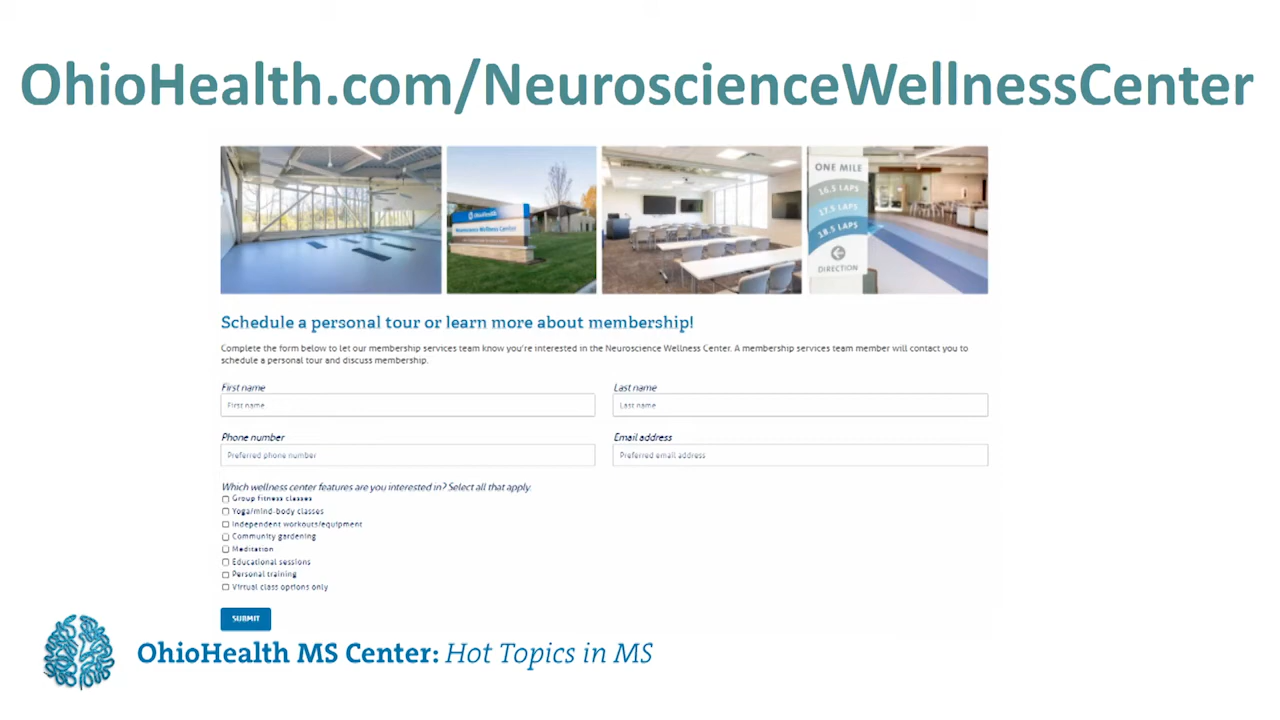 OhioHealth.com/NeuroscienceWellnessCenter
OhioHealth
Neuroscience Wellness Center
ONE MILE
16.5 LAPS
17.5 LAPS
18.5 LAPS
DIRECTION
Schedule a personal tour or learn more about membership!
Complete the form below to let our membership services team know you're interested in the Neuroscience Wellness Center. A membership services team member will contact you to
schedule a personal tour and discuss membership.
First name
Last name
First name
Last name
Phone number
Email address
Preferred phone number
Preferred email address
Which wellness center features are you interested in? Select all that apply.
Group fitness classes
Yoga/mind-body classes
Independent workouts/equipment
Community gardening
Meditation
Educational sessions
Personal training
Virtual class options only
SUBMIT
OhioHealth MS Center: Hot Topics in MS